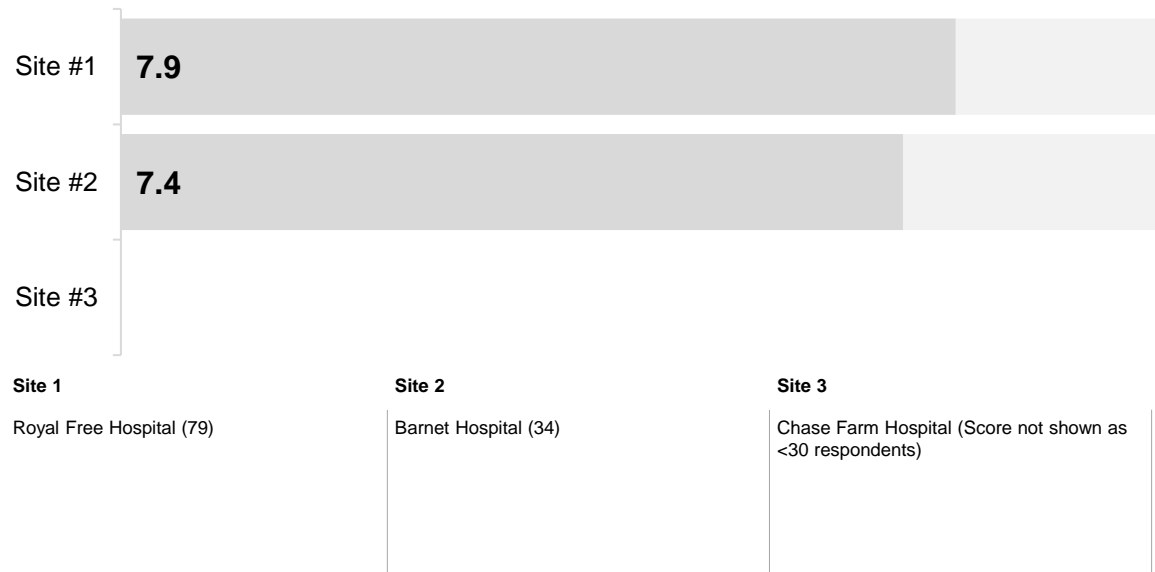 Site #1
7.9
Site #2
7.4
Site #3
Site 1
Royal Free Hospital (79)
Site 2
Barnet Hospital (34)
Site 3
Chase Farm Hospital (Score not shown as
<30 respondents)